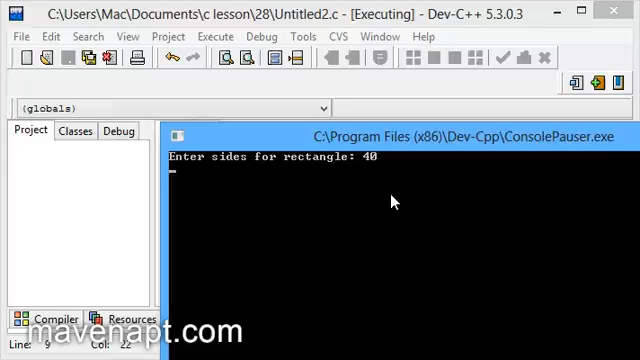 C:\Users\Mac\Documents\c lesson\28\Untitled2.c - [Executing] - Dev-C++ 5.3.0.3
File Edit Search View Project Execute Debug Tools CVS Window Help
(globals)
Project Classes Debug
C:\Program Files (x86)\Dev-Cpp\ConsolePauser.exe
Enter sides for rectangle: 40
Compiler Resources
mavenapt.com
Line: 9 Col: 22